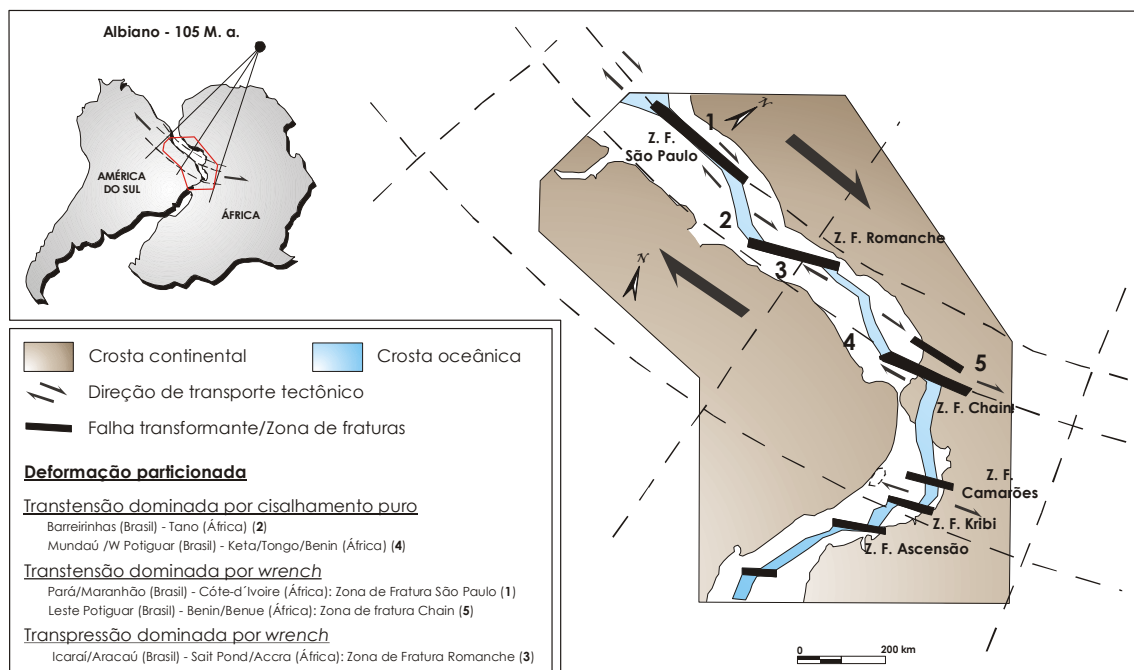 Albiano - 105 M. a.
AMÉRICA
DO SUL
ÁFRICA
Crosta continental
Crosta oceânica
Direção de transporte tectônico
Falha transformante/Zona de fraturas
Deformação particionada
Transtensão dominada por cisalhamento puro
Barreirinhas (Brasil) - Tano (África) (2)
Mundaú /W Potiguar (Brasil) - Keta/Tongo/Benin (África) (4)
Transtensão dominada por wrench
Pará/Maranhão (Brasil) - Côte-d´Ivoire (África): Zona de Fratura São Paulo (1)
Leste Potiguar (Brasil) - Benin/Benue (África): Zona de fratura Chain (5)
Transpressão dominada por wrench
Icaraí/Aracaú (Brasil) - Sait Pond/Accra (África): Zona de Fratura Romanche (3)
N
1
Z. F.
São Paulo
2
Z. F. Romanche
3
N
4
5
Z. F. Chain
Z. F.
Camarões
Z. F. Kribi
Z. F. Ascensão
0 200 km